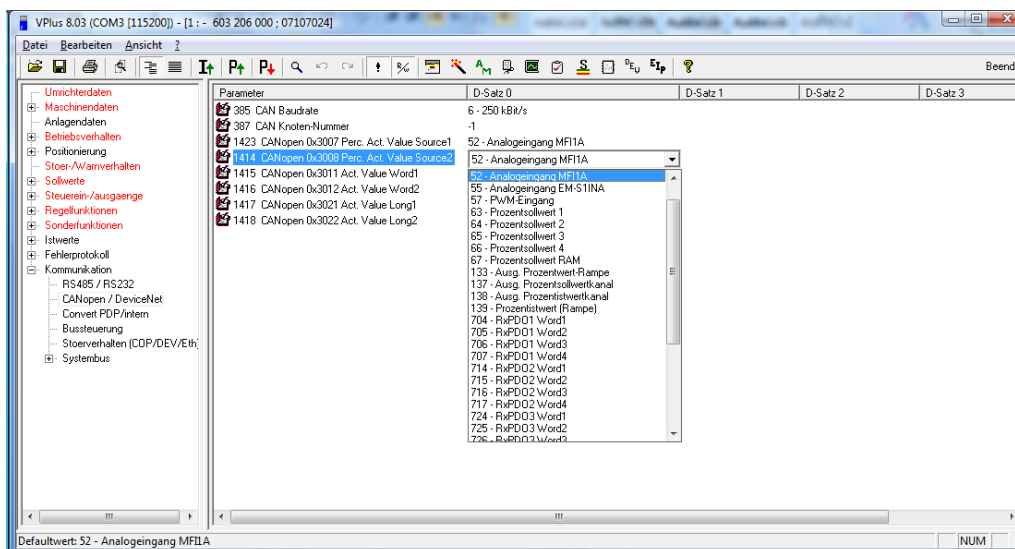 VPlus 8.03 (COM3 [115200]) - [1 : - 603 206 000 ; 07107024]
Datei Bearbeiten Ansicht ?
Beend
Urnrichterdaten
Maschinendaten
Anlagendaten
Betriebsverhalten
Positionierung
Stoer-/Warnverhalten
Sollwerte
Steuerein-/ausgaenge
Regelfunktionen
Sonderfunktionen
Istwerte
Fehlerprotokoll
Kommunikation
RS485 / RS232
CANopen / DeviceNet
Convert PDP/intern
Bussteuerung
Stoerverhalten (COP/DEV/Eth)
Systembus
Parameter D-Satz 0 D-Satz 1 D-Satz 2 D-Satz 3
385 CAN Baudrate 6 - 250 kBit/s
387 CAN Knoten-Nummer -1
1423 CANopen 0x3007 Perc. Act. Value Source1 52 - Analogeingang MFI1A
1414 CANopen 0x3008 Perc. Act. Value Source2 52 - Analogeingang MFI1A
1415 CANopen 0x3011 Act. Value Word1
1416 CANopen 0x3012 Act. Value Word2
1417 CANopen 0x3021 Act. Value Long1
1418 CANopen 0x3022 Act. Value Long2
52 - Analogeingang MFI1A
55 - Analogeingang EM-S1INA
57 - PWM-Eingang
63 - Prozentsollwert 1
64 - Prozentsollwert 2
65 - Prozentsollwert 3
66 - Prozentsollwert 4
67 - Prozentsollwert RAM
133 - Ausg. Prozentwert-Rampe
137 - Ausg. Prozentsollwertkanal
138 - Ausg. Prozentistwertkanal
139 - Prozentistwert (Rampe)
704 - RxPDO1 Word1
705 - RxPDO1 Word2
706 - RxPDO1 Word3
707 - RxPDO1 Word4
714 - RxPDO2 Word1
715 - RxPDO2 Word2
716 - RxPDO2 Word3
717 - RxPDO2 Word4
724 - RxPDO3 Word1
725 - RxPDO3 Word2
726 - RxPDO3 Word3
Defaultwert: 52 - Analogeingang MFI1A NUM